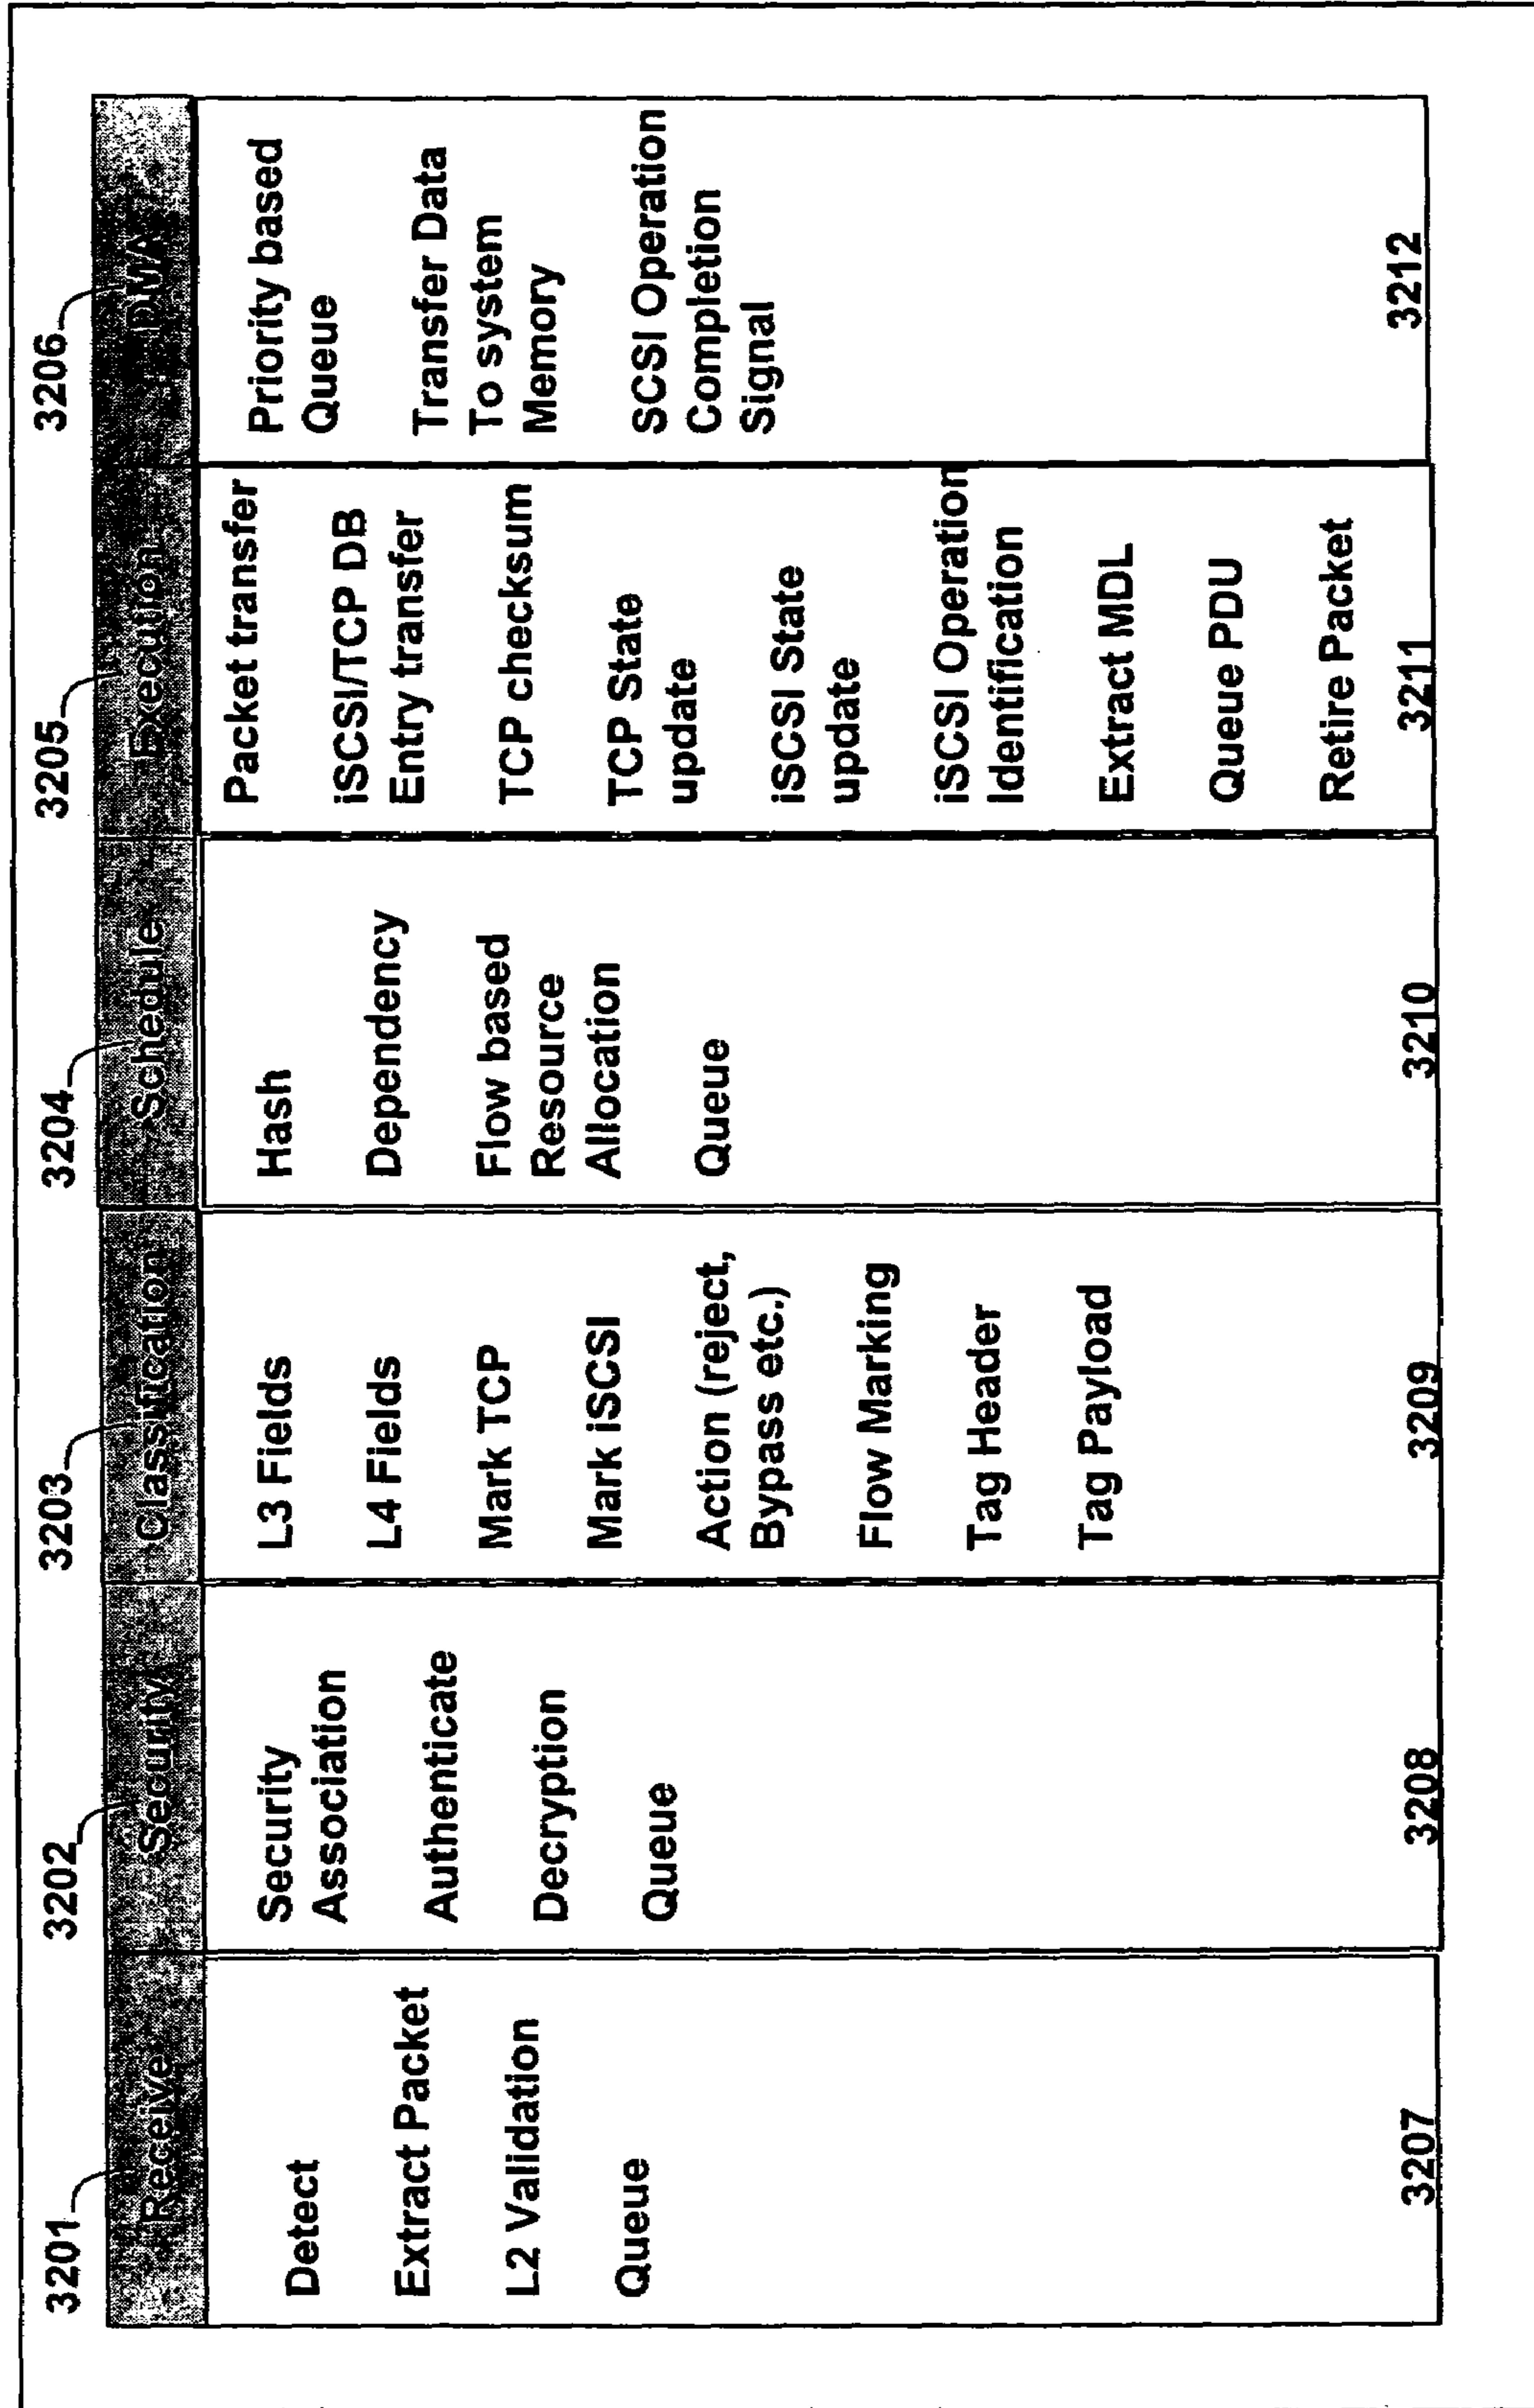 3201
Receive
Detect
Extract Packet
L2 Validation
Queue
3207
3202
Security
Security
Association
Authenticate
Decryption
Queue
3208
3203
Classification
L3 Fields
L4 Fields
Mark TCP
Mark iSCSI
Action (reject,
Bypass etc.)
Flow Marking
Tag Header
Tag Payload
3209
3204
Schedule
Hash
Dependency
Flow based
Resource
Allocation
Queue
3210
3205
Execution
Packet transfer
iSCSI/TCP DB
Entry transfer
TCP checksum
TCP State
update
iSCSI State
update
iSCSI Operation
Identification
Extract MDL
Queue PDU
Retire Packet
3211
3206
DMA
Priority based
Queue
Transfer Data
To system
Memory
SCSI Operation
Completion
Signal
3212